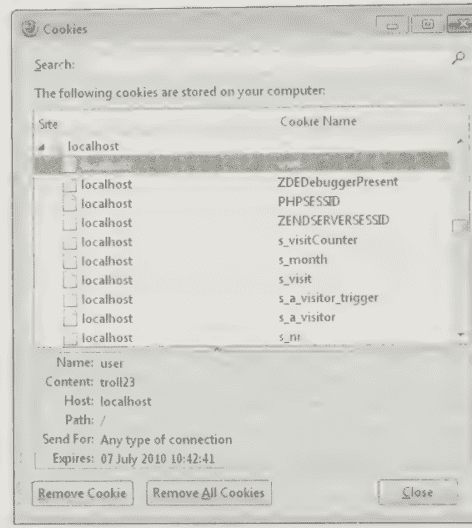 Cookies
Search:
The following cookies are stored on your computer:
Site Cookie Name
localhost
localhost ZDEDebuggerPresent
localhost PHPSESSID
localhost ZENDSERVERSESSID
localhost s_visitCounter
localhost s_month
localhost s_visit
localhost s_a_visitor_trigger
localhost s_a_visitor
localhost s_nr
Name: user
Content: troll23
Host: localhost
Path: /
Send For: Any type of connection
Expires: 07 July 2010 10:42:41
Remove Cookie Remove All Cookies Close